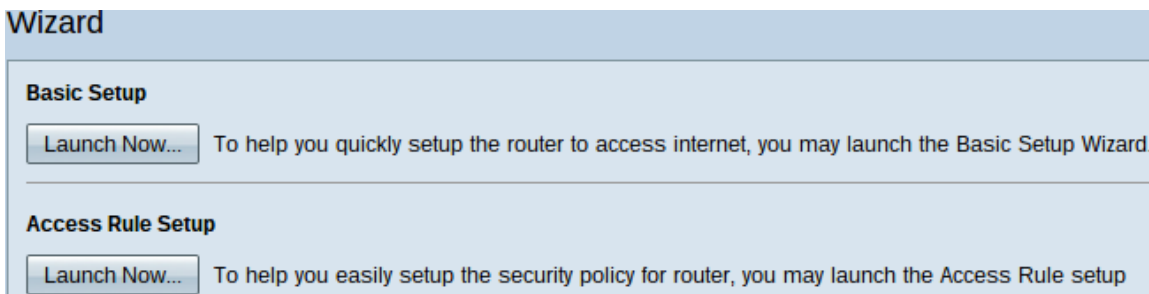 Wizard
Basic Setup
Launch Now... To help you quickly setup the router to access internet, you may launch the Basic Setup Wizard.
Access Rule Setup
Launch Now... To help you easily setup the security policy for router, you may launch the Access Rule setup